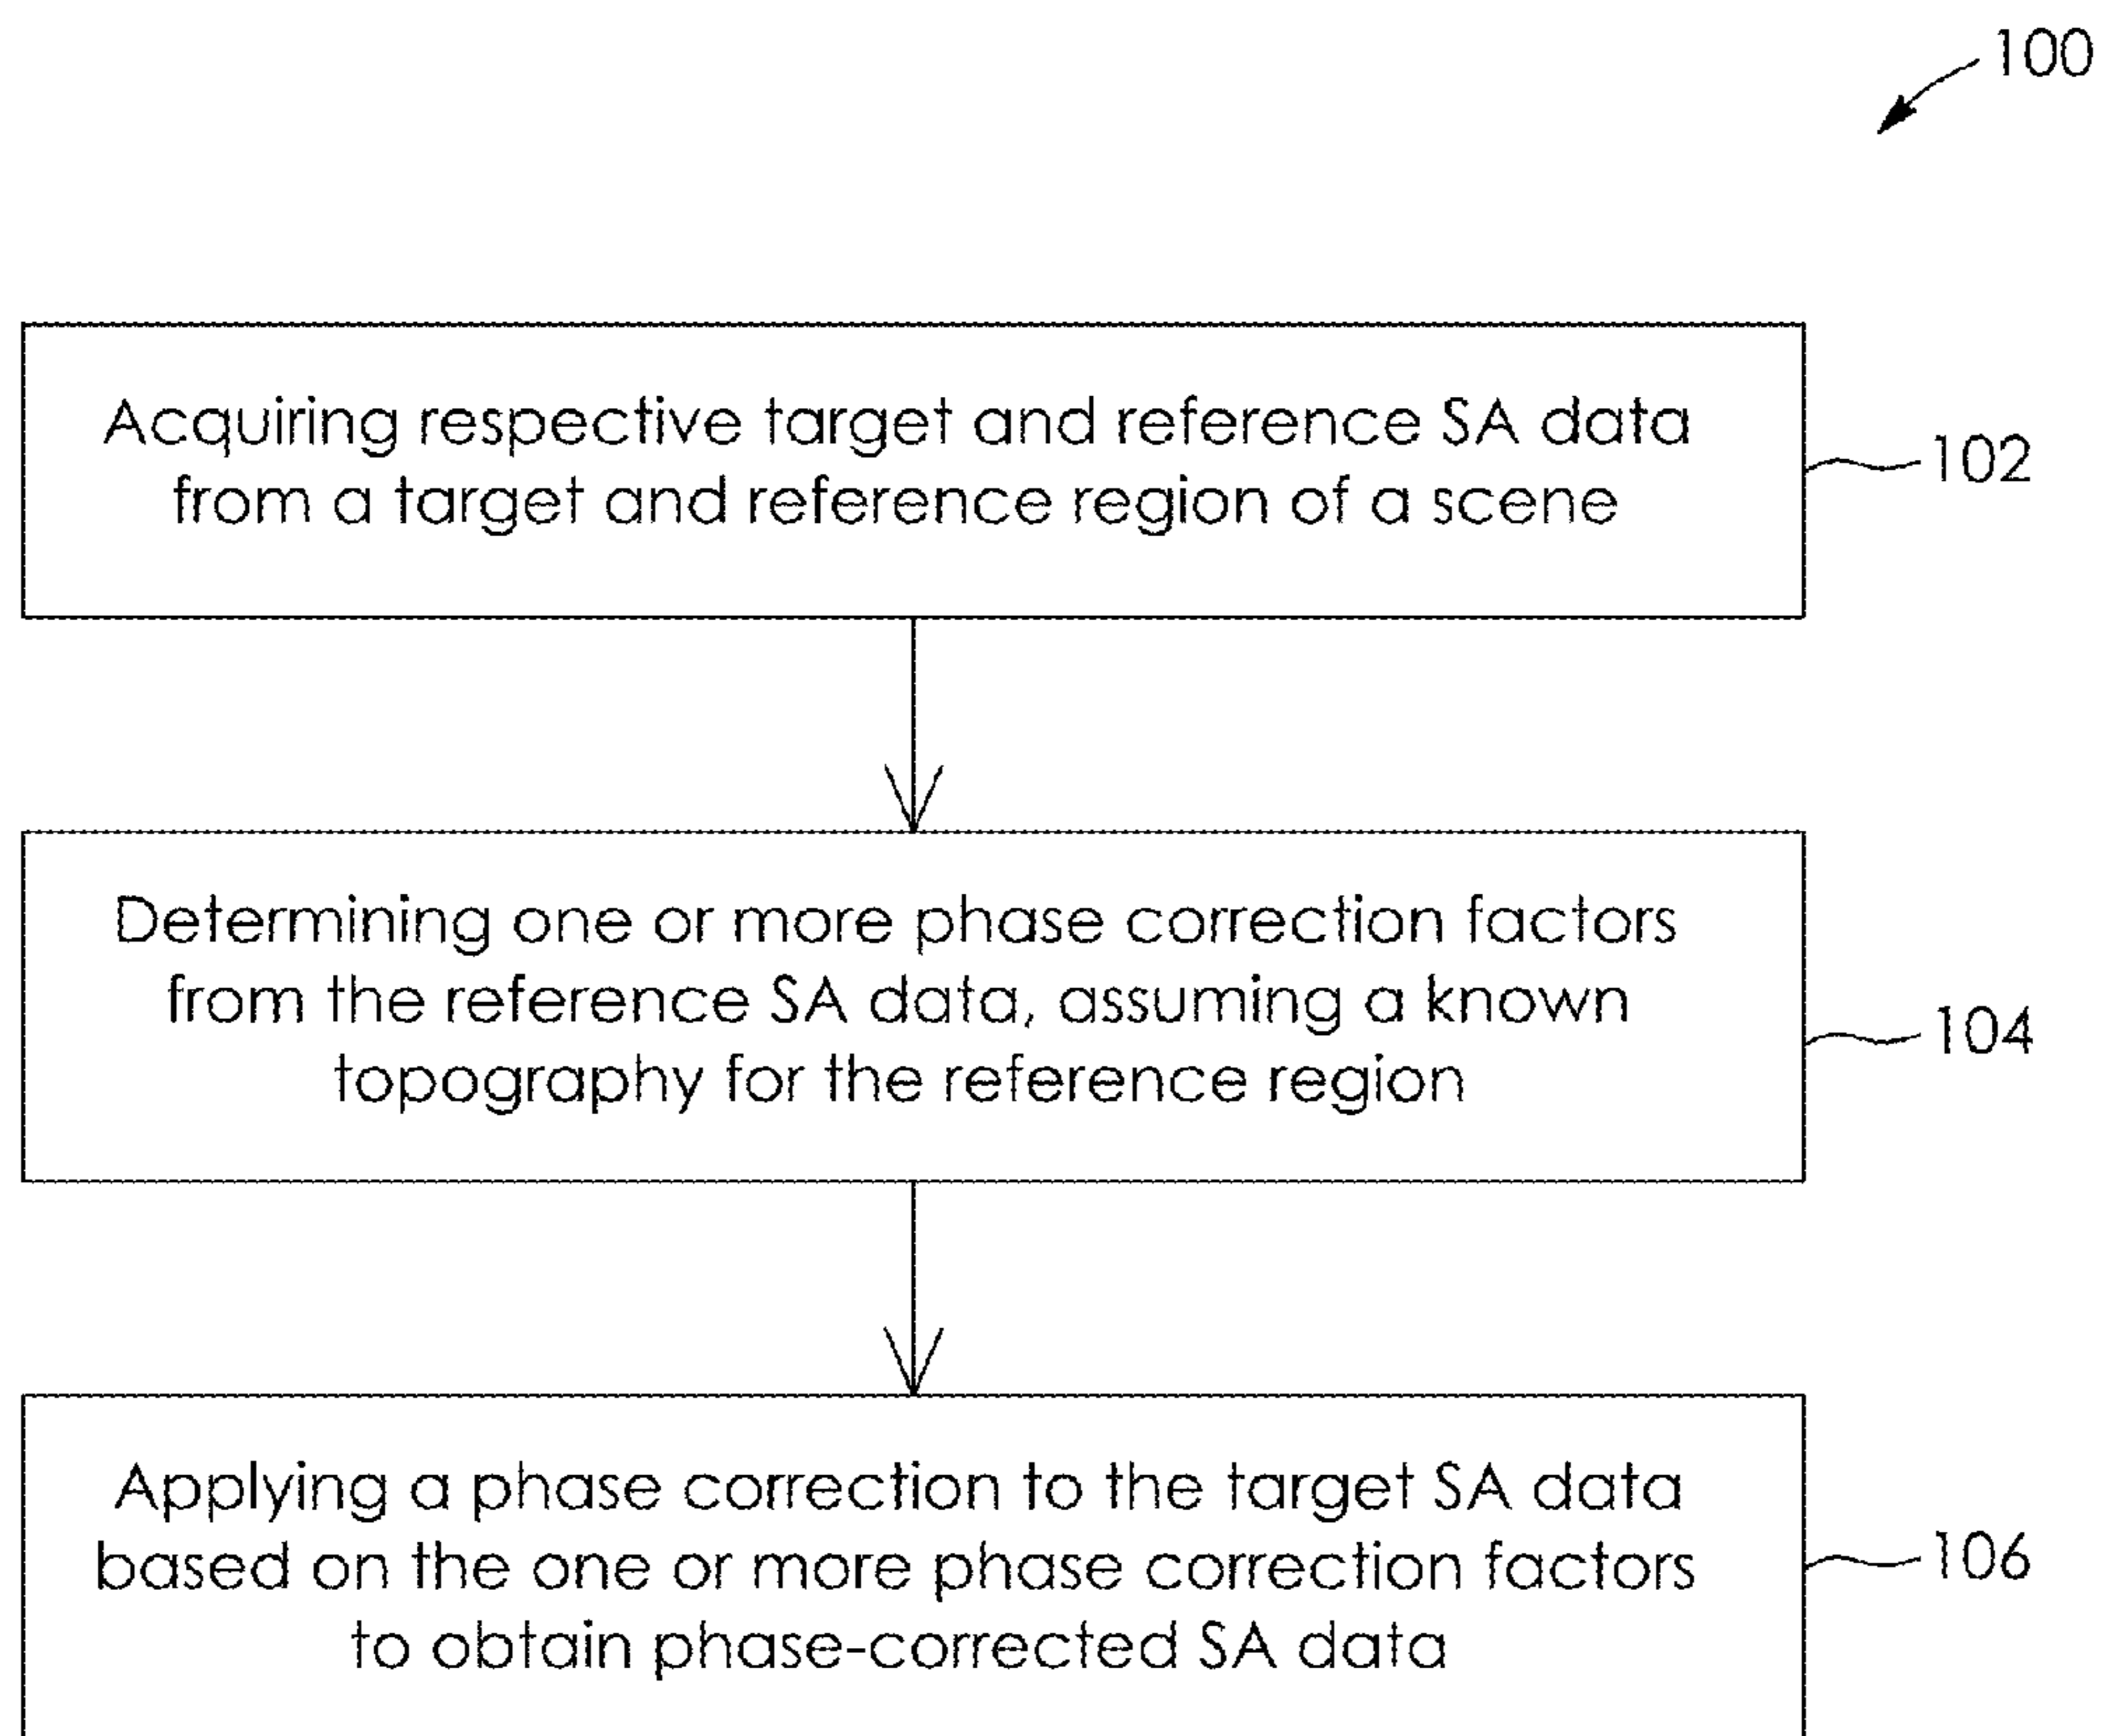 100
Acquiring respective target and reference SA data
from a target and reference region of a scene
102
Determining one or more phase correction factors
from the reference SA data, assuming a known
topography for the reference region
104
Applying a phase correction to the target SA data
based on the one or more phase correction factors
to obtain phase-corrected SA data
106